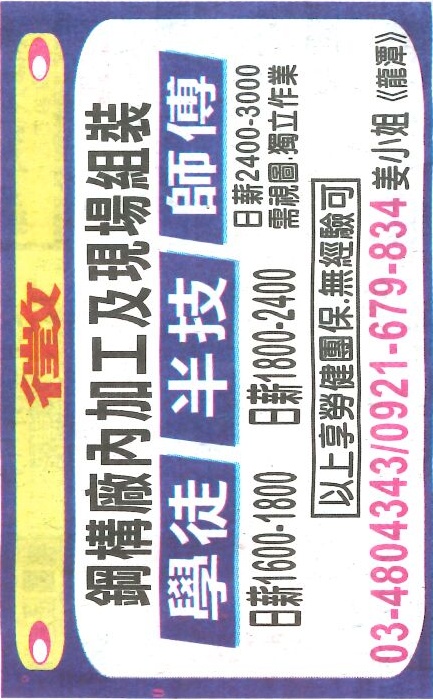 徵
鋼構廠內加工及現場組裝
學徒 半技 師傅
日薪1600-1800 日薪1800-2400 日薪2400-3000
需視圖.獨立作業
以上享勞健團保.無經驗可
03-4804343/0921-679-834 姜小姐《龍潭》